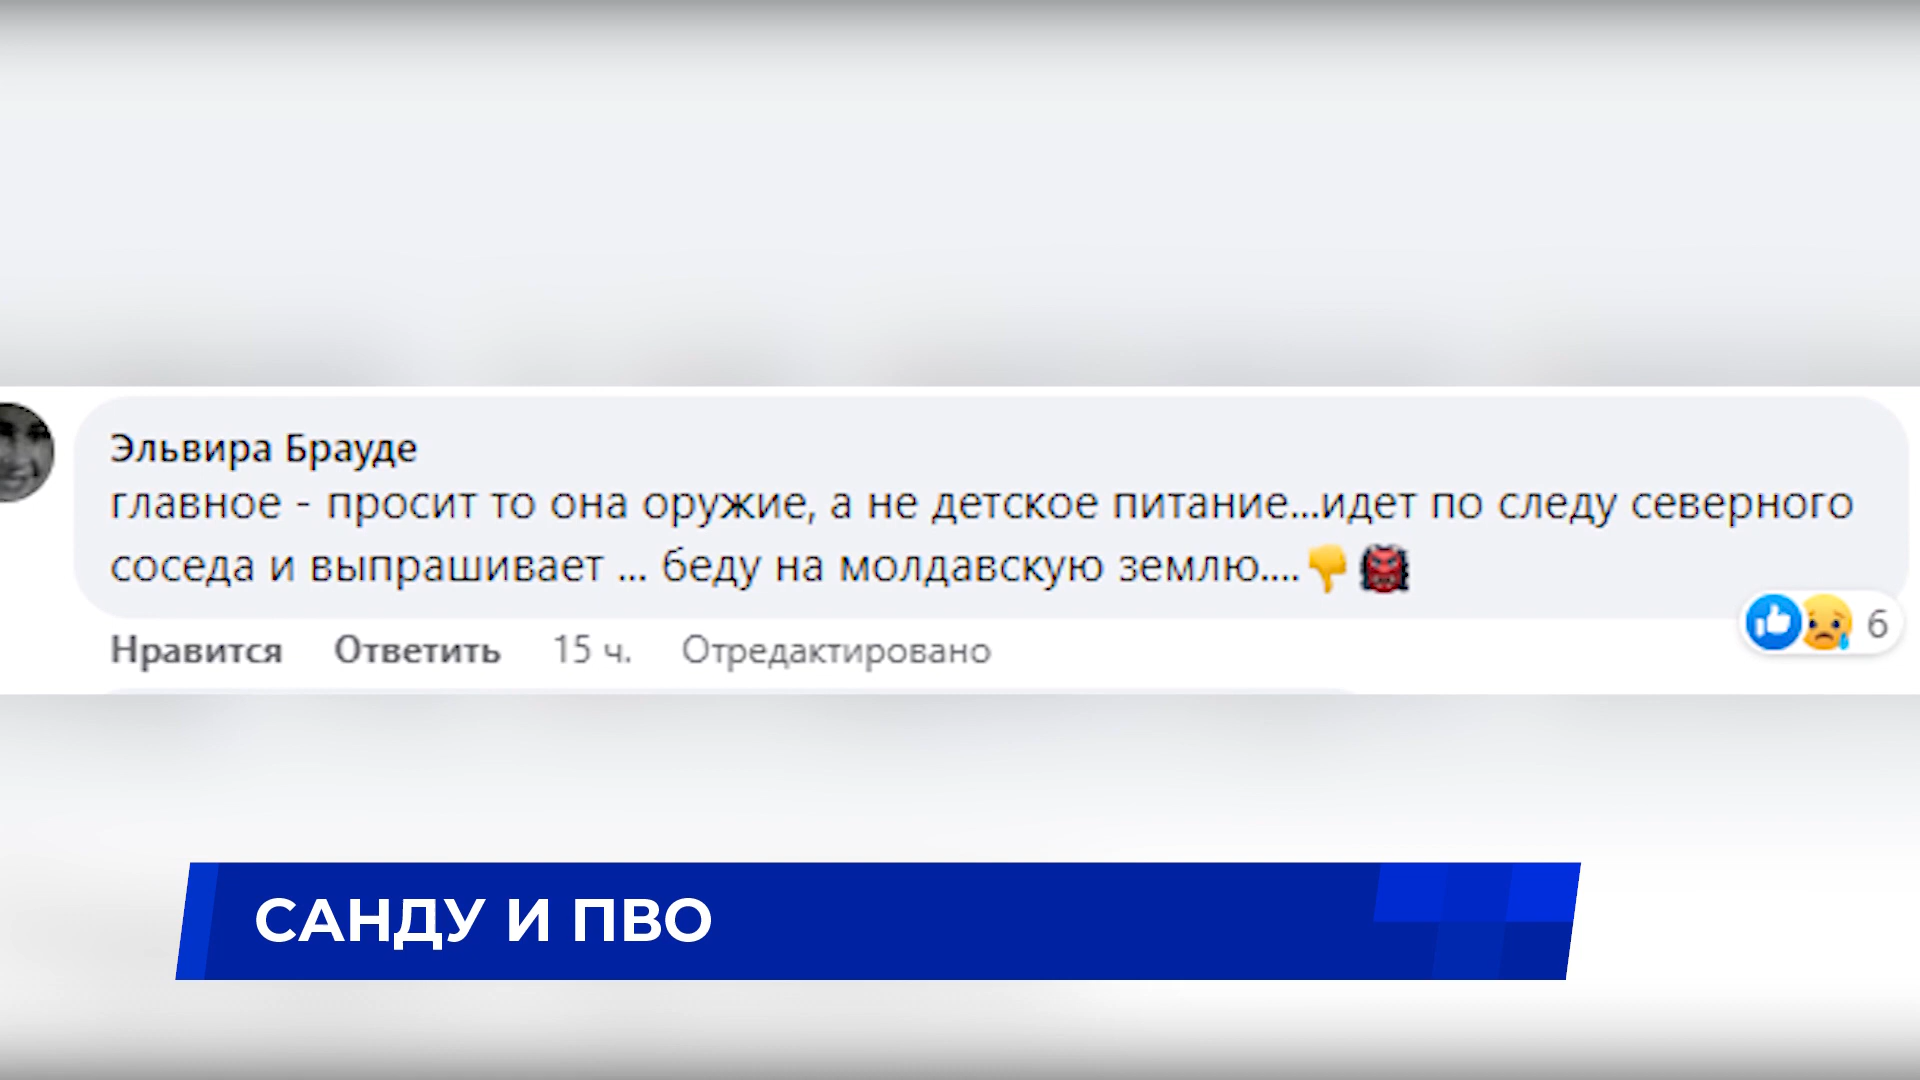 Эльвира Брауде
главное - просит то она оружие, а не детское питание...идет по следу северного
соседа и выпрашивает ... беду на молдавскую землю....👎👹
Нравится Ответить 15 ч. Отредактировано
6
САНДУ И ПВО